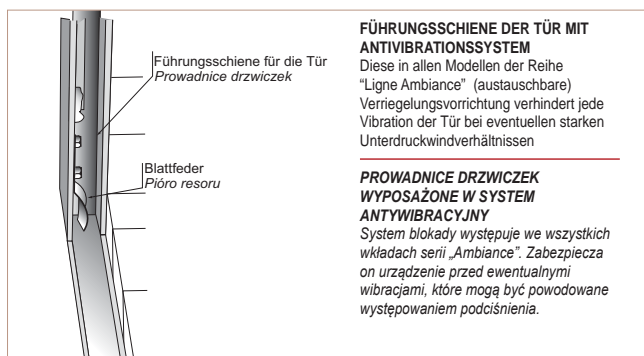 Führungsschiene für die Tür
Prowadnice drzwiczek
Blattfeder
Pióro resoru
FÜHRUNGSSCHIENE DER TÜR MIT
ANTIVIBRATIONSSYSTEM
Diese in allen Modellen der Reihe
“Ligne Ambiance” (austauschbare)
Verriegelungsvorrichtung verhindert jede
Vibration der Tür bei eventuellen starken
Unterdruckwindverhältnissen
PROWADNICE DRZWICZEK
WYPOSAŻONE W SYSTEM
ANTYWIBRACYJNY
System blokady występuje we wszystkich
wkładach serii „Ambiance”. Zabezpiecza
on urządzenie przed ewentualnymi
wibracjami, które mogą być powodowane
występowaniem podciśnienia.